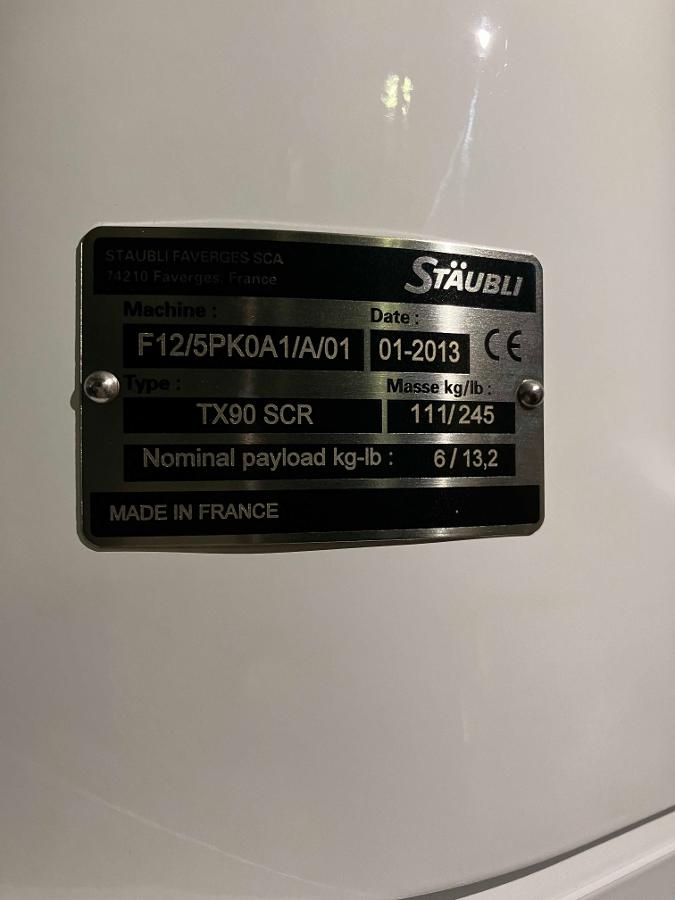 STAUBLI FAVERGES SCA
74210 Faverges, France
STÄUBLI
Machine : Date :
F12/5PK0A1/A/01 01-2013 CE
Type : Masse kg/lb :
TX90 SCR 111/245
Nominal payload kg-lb : 6/13,2
MADE IN FRANCE